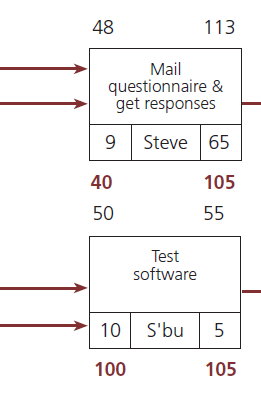 48 113
Mail
questionnaire &
get responses
9 Steve 65
40 105
50 55
Test
software
10 S'bu 5
100 105